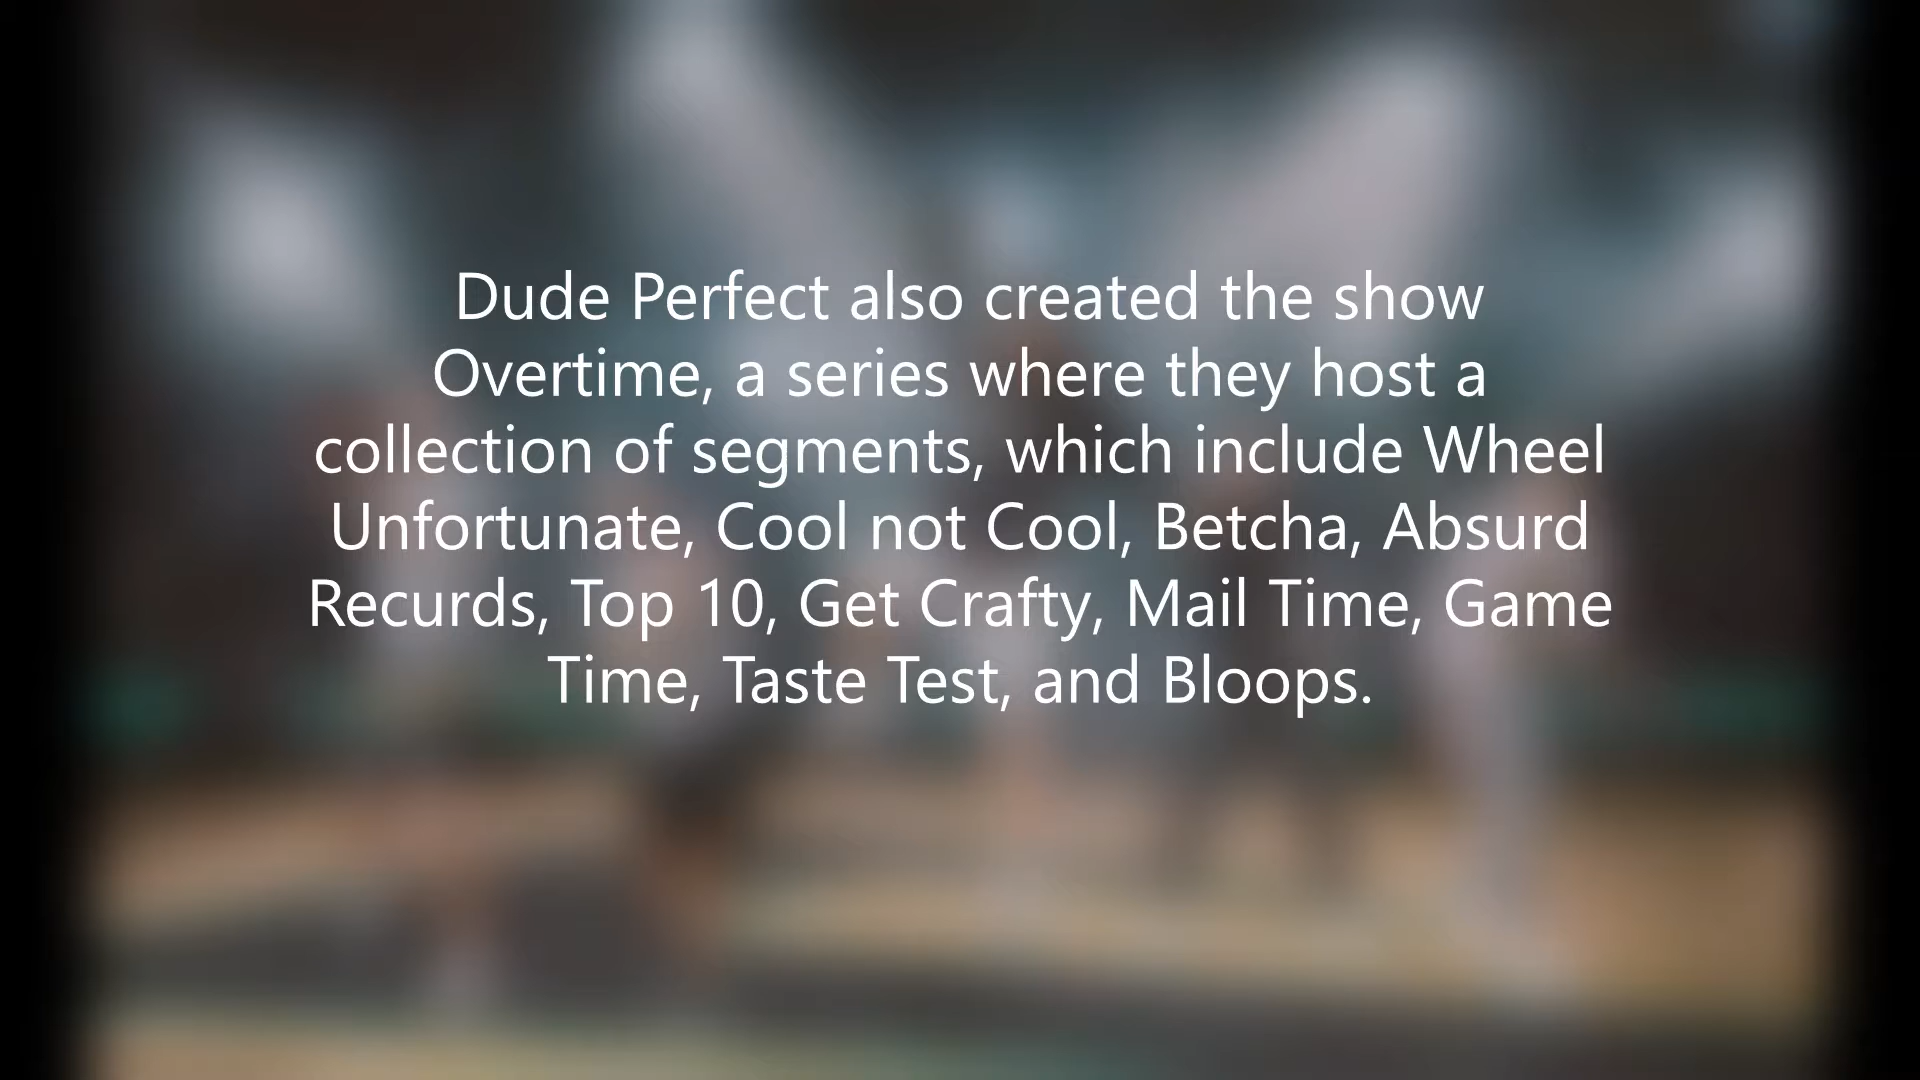 Dude Perfect also created the show
Overtime, a series where they host a
collection of segments, which include Wheel
Unfortunate, Cool not Cool, Betcha, Absurd
Recurds, Top 10, Get Crafty, Mail Time, Game
Time, Taste Test, and Bloops.